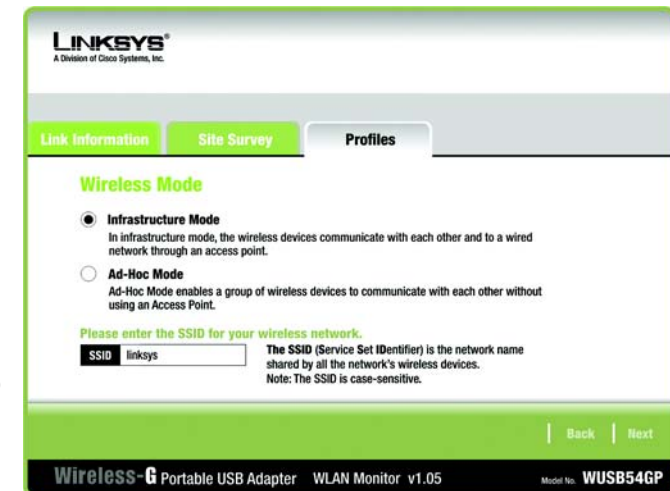 LINKSYS®
A Division of Cisco Systems, Inc.
Link Information Site Survey Profiles
Wireless Mode
Infrastructure Mode
In infrastructure mode, the wireless devices communicate with each other and to a wired
network through an access point.
Ad-Hoc Mode
Ad-Hoc Mode enables a group of wireless devices to communicate with each other without
using an Access Point.
Please enter the SSID for your wireless network.
SSID linksys
The SSID (Service Set IDentifier) is the network name
shared by all the network's wireless devices.
Note: The SSID is case-sensitive.
Back Next
Wireless-G Portable USB Adapter WLAN Monitor v1.05 Model No. WUSB54GP